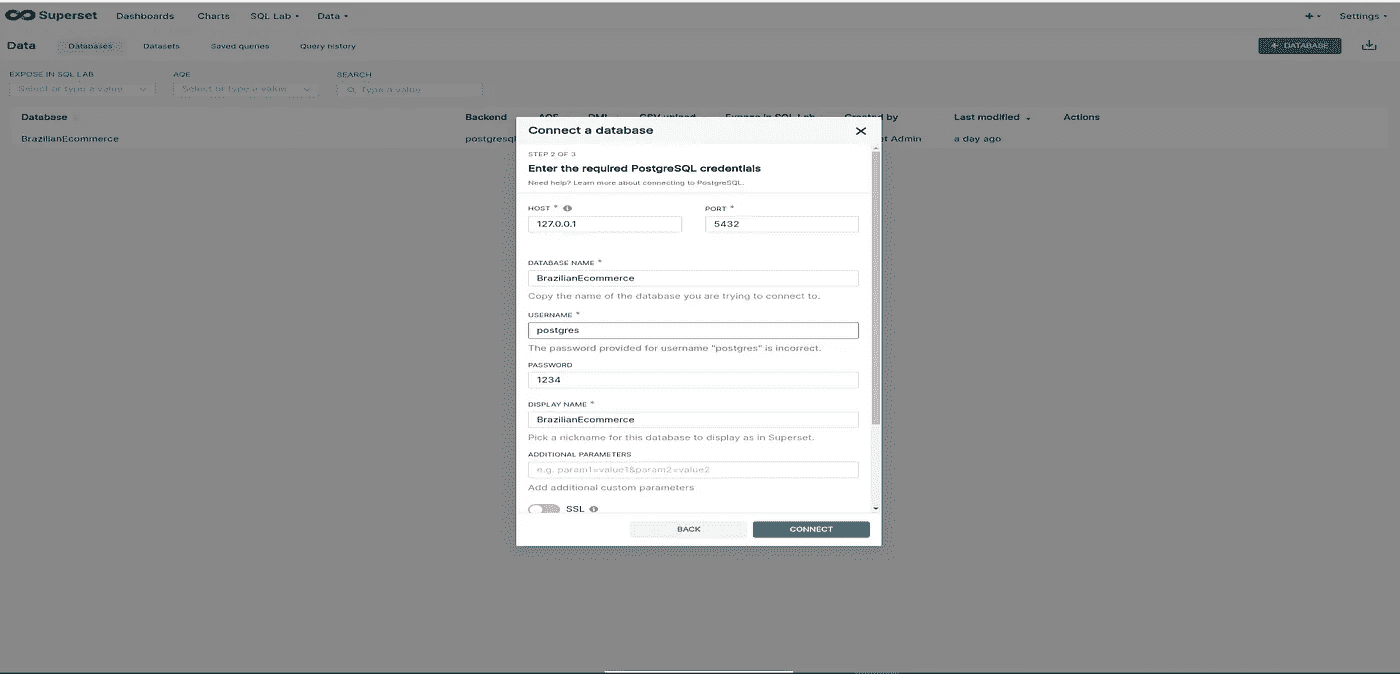 Superset Dashboards Charts SQL Lab Data Settings
Data Databases Datasets Saved queries Query history + DATABASE
EXPOSE IN SQL LAB AQE SEARCH
Select or type a value Select or type a value Type a value
Database Backend AQE DML CSV upload Expose in SQL Lab Created by Last modified Actions
BrazilianEcommerce postgresql t Admin a day ago
Connect a database
STEP 2 OF 3
Enter the required PostgreSQL credentials
Need help? Learn more about connecting to PostgreSQL.
HOST * PORT *
127.0.0.1 5432
DATABASE NAME *
BrazilianEcommerce
Copy the name of the database you are trying to connect to.
USERNAME *
postgres
The password provided for username "postgres" is incorrect.
PASSWORD
1234
DISPLAY NAME *
BrazilianEcommerce
Pick a nickname for this database to display as in Superset.
ADDITIONAL PARAMETERS
e.g. param1=value1&param2=value2
Add additional custom parameters
SSL
BACK CONNECT